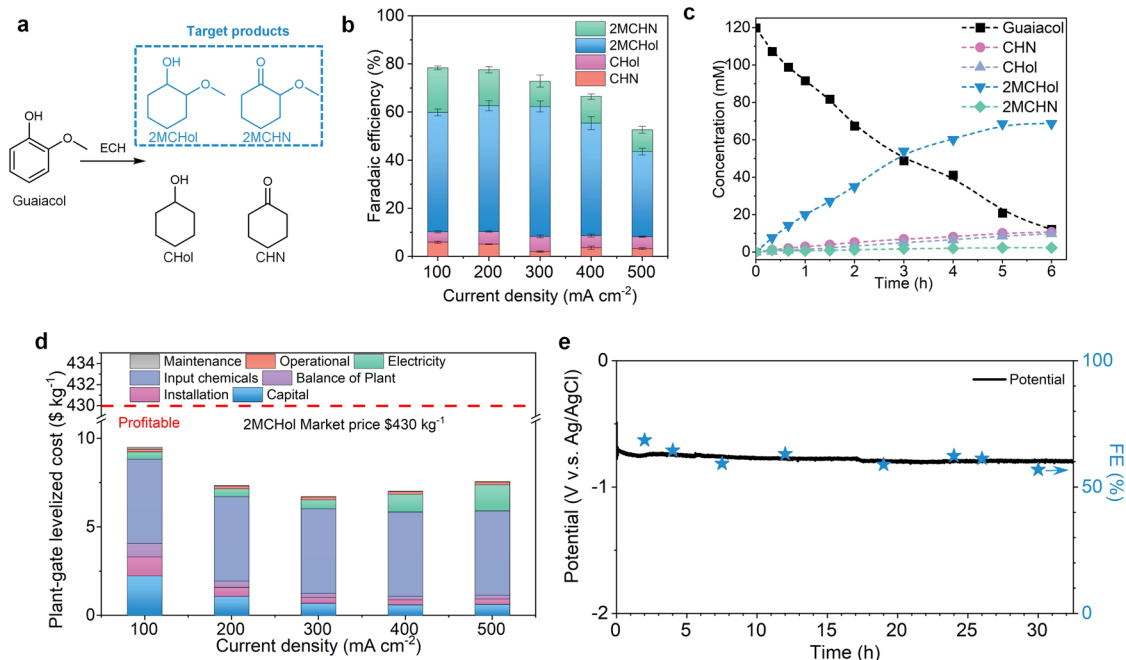 a
Target products
OH
O
2MCHol
O
O
2MCHN
OH
O
Guaiacol
ECH
OH
CHol
O
CHN
b
Faradaic efficiency (%)
100
80
60
40
20
0
2MCHN
2MCHol
CHol
CHN
100 200 300 400 500
Current density (mA cm-2)
c
Concentration (mM)
120
100
80
60
40
20
0
Guaiacol
CHN
CHol
2MCHol
2MCHN
0 1 2 3 4 5 6
Time (h)
d
Plant-gate levelized cost ($ kg-1)
434
432
430
10
5
0
Maintenance Operational Electricity
Input chemicals Balance of Plant
Installation Capital
Profitable
2MCHol Market price $430 kg-1
100 200 300 400 500
Current density (mA cm-2)
e
Potential (V v.s. Ag/AgCl)
0
-1
-2
Potential
100
50
0
FE (%)
0 5 10 15 20 25 30
Time (h)